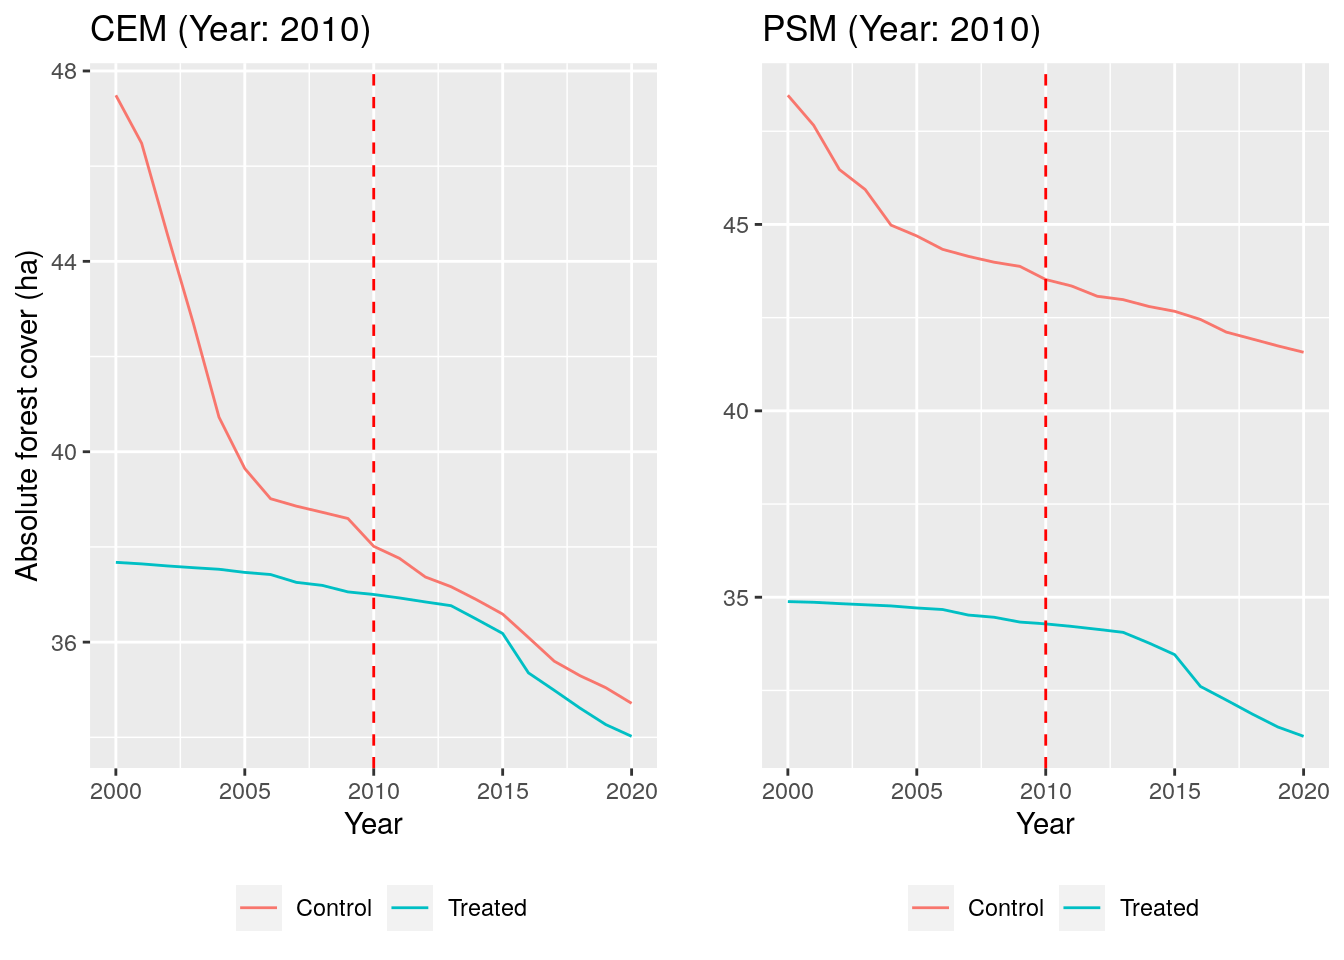 CEM (Year: 2010)
Absolute forest cover (ha)
48
44
40
36
2000 2005 2010 2015 2020
Year
Control Treated
PSM (Year: 2010)
45
40
35
2000 2005 2010 2015 2020
Year
Control Treated